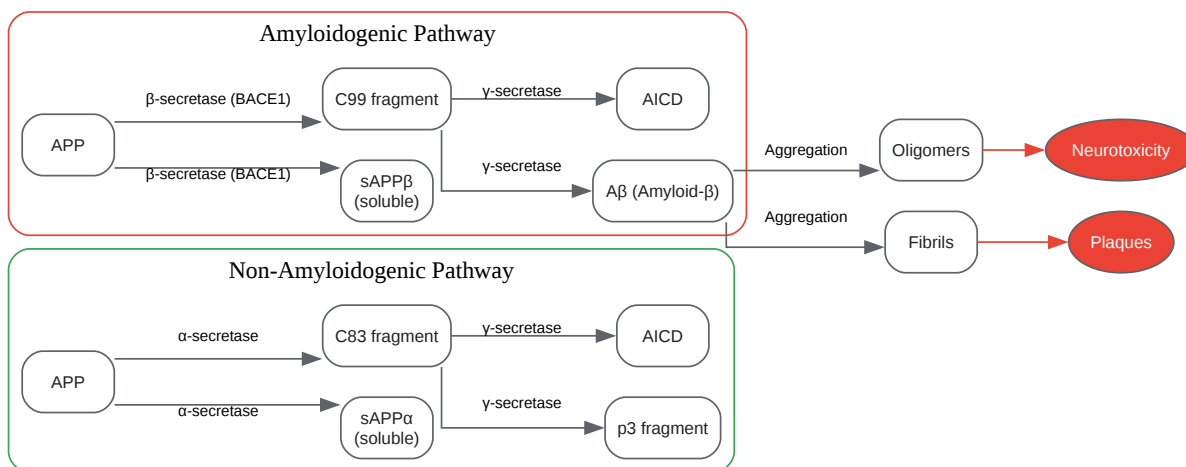 Amyloidogenic Pathway
APP
β-secretase (BACE1)
β-secretase (BACE1)
C99 fragment
sAPPβ
(soluble)
γ-secretase
γ-secretase
AICD
Aβ (Amyloid-β)
Aggregation
Aggregation
Oligomers
Fibrils
Neurotoxicity
Plaques
Non-Amyloidogenic Pathway
APP
α-secretase
α-secretase
C83 fragment
sAPPα
(soluble)
γ-secretase
γ-secretase
AICD
p3 fragment